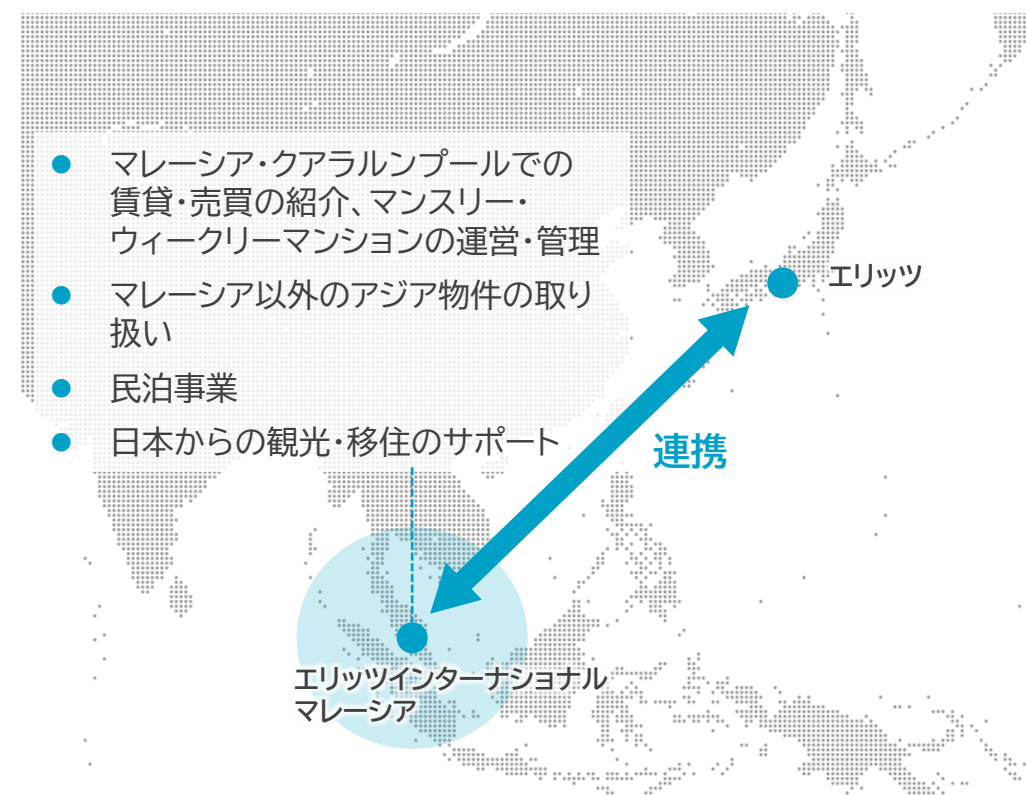 ● マレーシア・クアラルンプールでの
賃貸・売買の紹介、マンスリー・
ウィークリーマンションの運営・管理
● マレーシア以外のアジア物件の取り
扱い
● 民泊事業
● 日本からの観光・移住のサポート
エリッツ
連携
エリッツインターナショナル
マレーシア